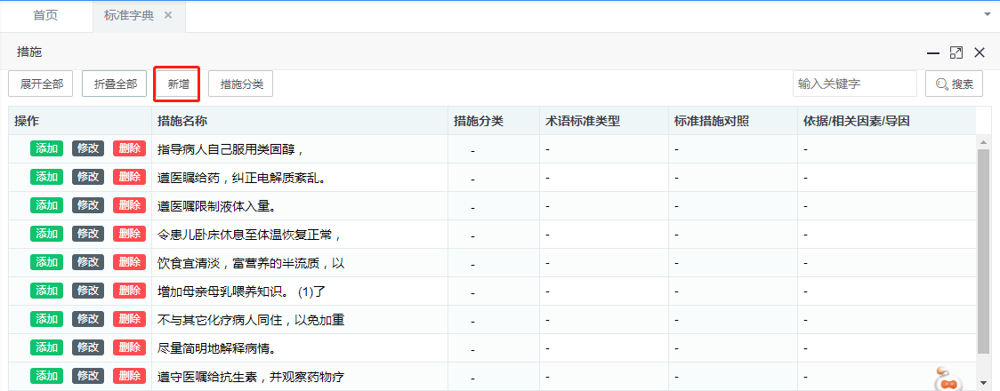 首页 标准字典
措施
展开全部 折叠全部 新增 措施分类 输入关键字 搜索
操作 措施名称 措施分类 术语标准类型 标准措施对照 依据/相关因素/导因
添加 修改 删除 指导病人自己服用类固醇， - - - -
添加 修改 删除 遵医嘱给药，纠正电解质紊乱。 - - - -
添加 修改 删除 遵医嘱限制液体入量。 - - - -
添加 修改 删除 令患儿卧床休息至体温恢复正常， - - - -
添加 修改 删除 饮食宜清淡，富营养的半流质，以 - - - -
添加 修改 删除 增加母亲母乳喂养知识。 (1)了 - - - -
添加 修改 删除 不与其它化疗病人同住，以免加重 - - - -
添加 修改 删除 尽量简明地解释病情。 - - - -
添加 修改 删除 遵守医嘱给抗生素，并观察药物疗 - - - -